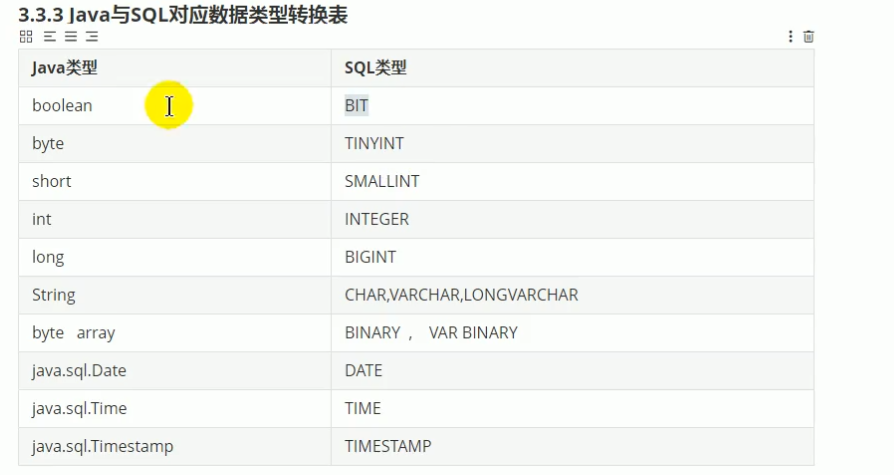 3.3.3 Java与SQL对应数据类型转换表
Java类型 SQL类型
boolean BIT
byte TINYINT
short SMALLINT
int INTEGER
long BIGINT
String CHAR,VARCHAR,LONGVARCHAR
byte array BINARY , VAR BINARY
java.sql.Date DATE
java.sql.Time TIME
java.sql.Timestamp TIMESTAMP